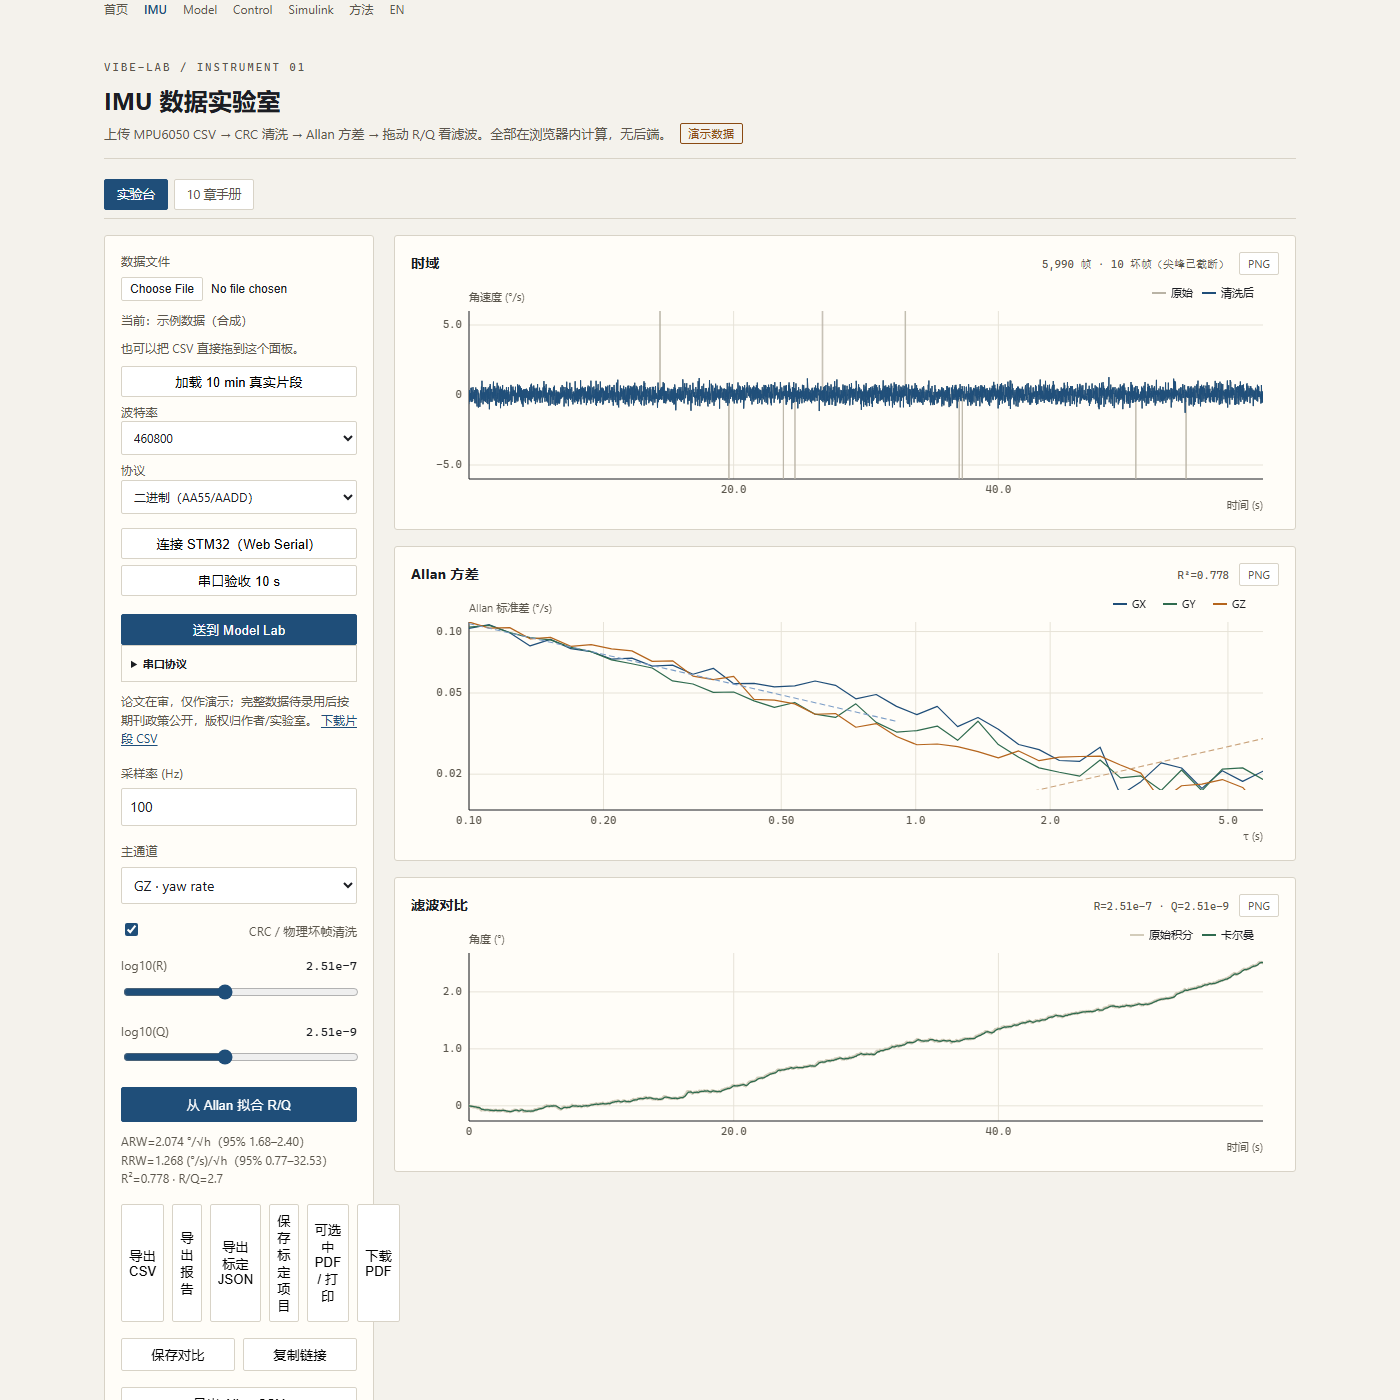 首页 IMU Model Control Simulink 方法 EN
VIBE-LAB / INSTRUMENT 01
IMU 数据实验室
上传 MPU6050 CSV → CRC 清洗 → Allan 方差 → 拖动 R/Q 看滤波。全部在浏览器内计算，无后端。 演示数据
实验台 10 章手册
数据文件
Choose File No file chosen
当前：示例数据（合成）
也可以把 CSV 直接拖到这个面板。
加载 10 min 真实片段
波特率
460800
协议
二进制（AA55/AADD）
连接 STM32（Web Serial）
串口验收 10 s
送到 Model Lab
▶ 串口协议
论文在审，仅作演示；完整数据待录用后按
期刊政策公开，版权归作者/实验室。 下载片
段 CSV
采样率 (Hz)
100
主通道
GZ · yaw rate
CRC / 物理坏帧清洗
log10(R) 2.51e-7
log10(Q) 2.51e-9
从 Allan 拟合 R/Q
ARW=2.074 °/√h（95% 1.68–2.40）
RRW=1.268 (°/s)/√h（95% 0.77–32.53）
R²=0.778 · R/Q=2.7
导出
CSV
导
出
报
告
导出
标定
JSON
保
存
标
定
项
目
可选
中
PDF
/ 打
印
下载
PDF
保存对比 复制链接
时域 5,990 帧 · 10 坏帧（尖峰已截断） PNG
角速度 (°/s) 原始 清洗后
5.0
0
−5.0
20.0 40.0
时间 (s)
Allan 方差 R²=0.778 PNG
Allan 标准差 (°/s) GX GY GZ
0.10
0.05
0.02
0.10 0.20 0.50 1.0 2.0 5.0
τ (s)
滤波对比 R=2.51e-7 · Q=2.51e-9 PNG
角度 (°) 原始积分 卡尔曼
2.0
1.0
0
0 20.0 40.0
时间 (s)